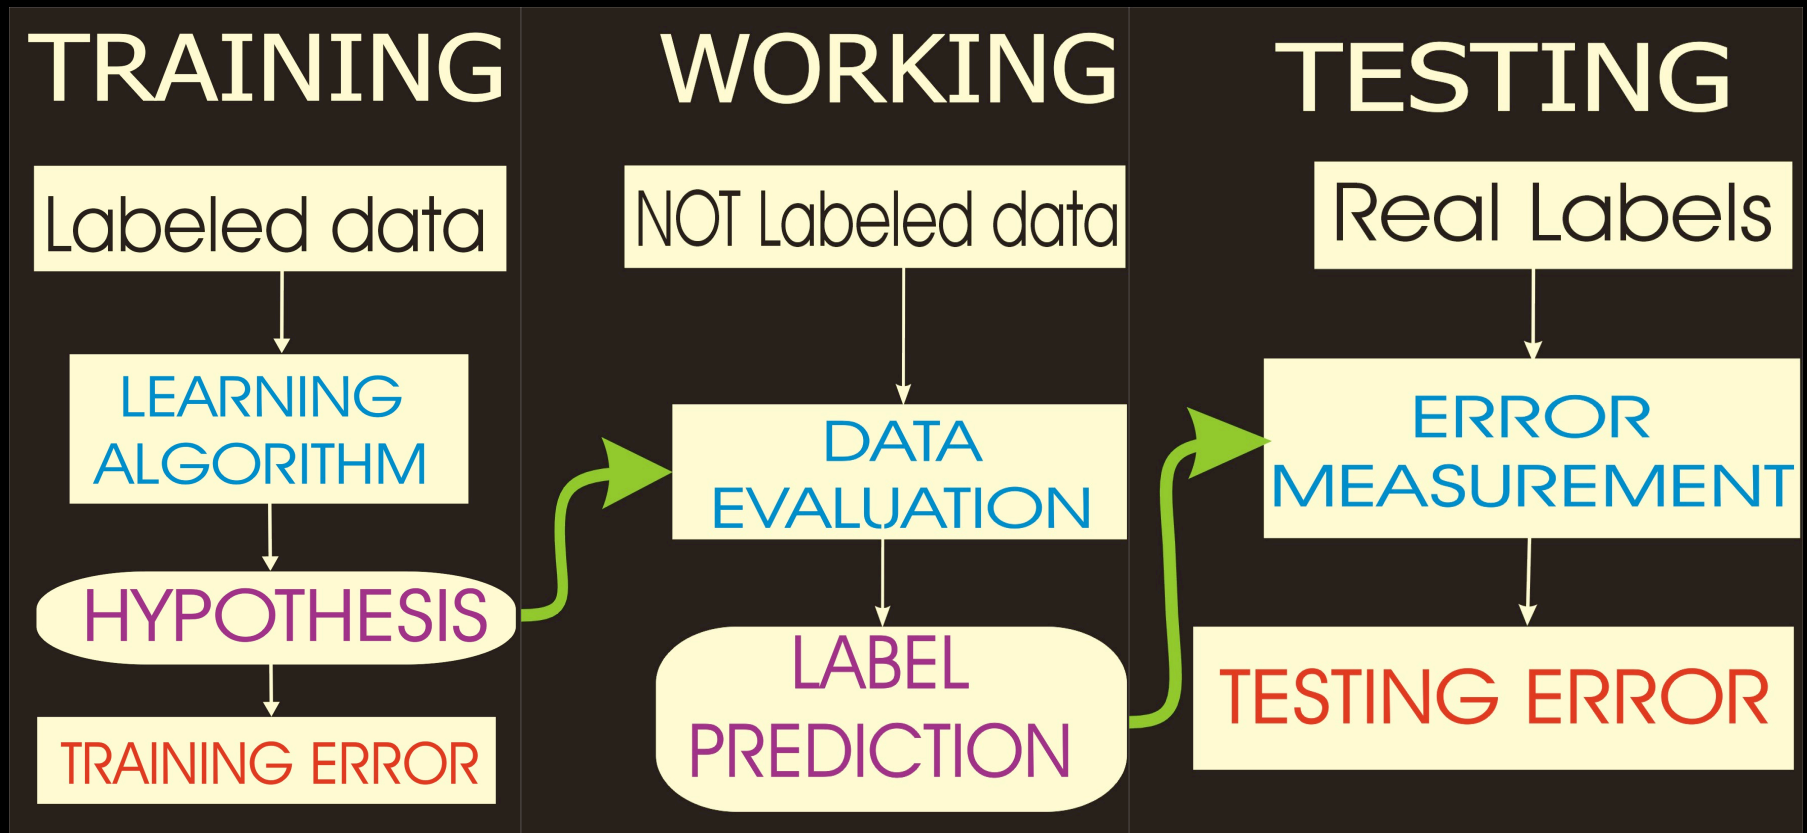 TRAINING
Labeled data
LEARNING
ALGORITHM
HYPOTHESIS
TRAINING ERROR
WORKING
NOT Labeled data
DATA
EVALUATION
LABEL
PREDICTION
TESTING
Real Labels
ERROR
MEASUREMENT
TESTING ERROR